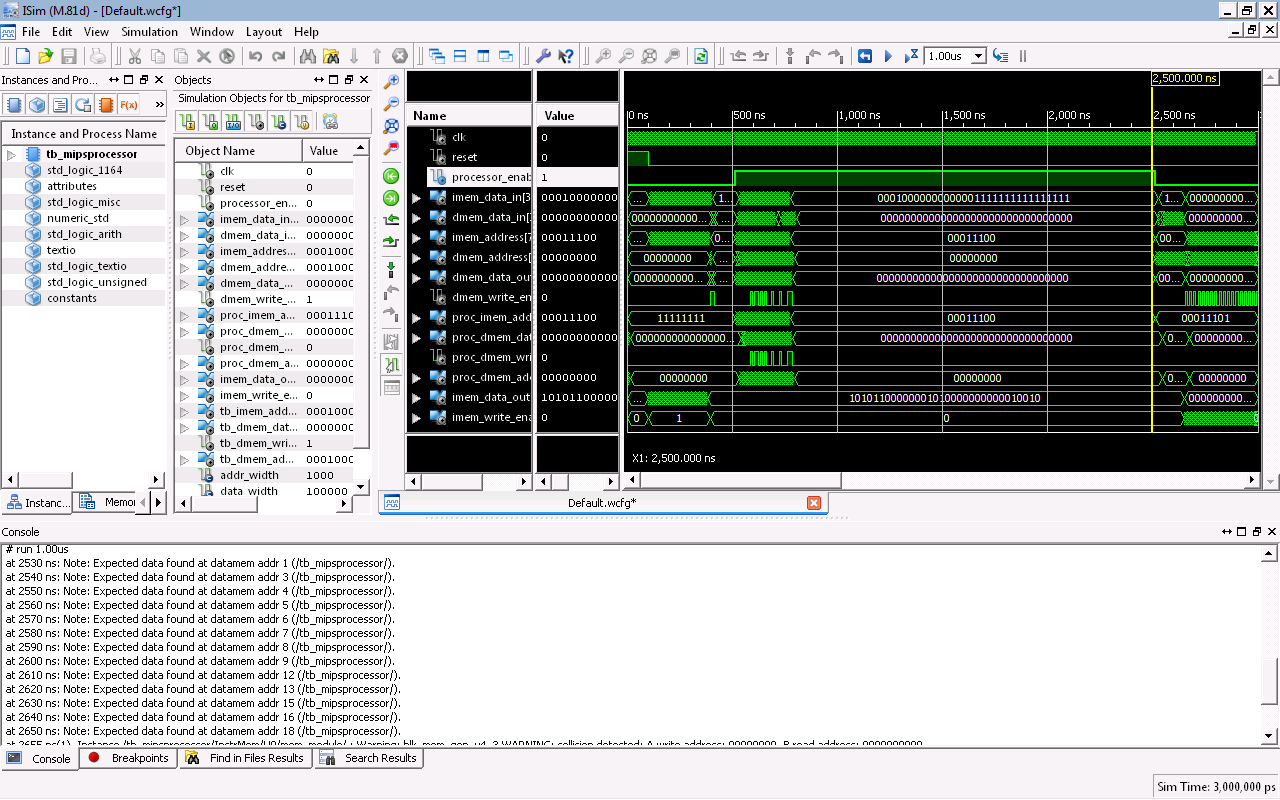 ISim (M.81d) - [Default.wcfg*]
File Edit View Simulation Window Layout Help
1.00us
Instances and Pro...
Instance and Process Name
tb_mipsprocessor
std_logic_1164
attributes
std_logic_misc
numeric_std
std_logic_arith
textio
std_logic_textio
std_logic_unsigned
constants
Instanc...
Memor
Objects
Simulation Objects for tb_mipsprocessor
Object Name Value
clk 0
reset 0
processor_en... 0
imem_data_in... 0000000
dmem_data_i... 0000000
imem_addres... 0001000
dmem_addre... 0001000
dmem_data_... 0000000
dmem_write_... 1
proc_imem_a... 0001110
proc_dmem_... 0000000
proc_dmem_... 0
proc_dmem_a... 0000000
imem_data_o... 0000000
imem_write_e... 0
tb_imem_add... 0001000
tb_dmem_dat... 0000000
tb_dmem_wri... 1
tb_dmem_ad... 0001000
addr_width 1000
data_width 100000
Name Value
clk 0
reset 0
processor_enab 1
imem_data_in[3 00010000000000
dmem_data_in[3 00000000000000
imem_address[7 00011100
dmem_address[ 00000000
dmem_data_out 00000000000000
dmem_write_en 0
proc_imem_add 00011100
proc_dmem_dat 00000000000000
proc_dmem_wri 0
proc_dmem_add 00000000
imem_data_out 10101100000000
imem_write_ena 0
2,500.000 ns
0 ns 500 ns 1,000 ns 1,500 ns 2,000 ns 2,500 ns
... 1... 00010000000000001111111111111111 1... 000000000...
00000000000... ... 00000000000000000000000000000000 ... 000000000...
... 0... 00011100 00...
00000000 ... 00000000
000000000... ... 00000000000000000000000000000000 00... 000000000...
11111111 00011100 00011101
000000000000000... 00000000000000000000000000000000 0... 000000000...
00000000 00000000 0... 00000000
... 10101100000001010000000000010010 000000000...
0 1 0
X1: 2,500.000 ns
Default.wcfg*
Console
# run 1.00us
at 2530 ns: Note: Expected data found at datamem addr 1 (/tb_mipsprocessor/).
at 2540 ns: Note: Expected data found at datamem addr 3 (/tb_mipsprocessor/).
at 2550 ns: Note: Expected data found at datamem addr 4 (/tb_mipsprocessor/).
at 2560 ns: Note: Expected data found at datamem addr 5 (/tb_mipsprocessor/).
at 2570 ns: Note: Expected data found at datamem addr 6 (/tb_mipsprocessor/).
at 2580 ns: Note: Expected data found at datamem addr 7 (/tb_mipsprocessor/).
at 2590 ns: Note: Expected data found at datamem addr 8 (/tb_mipsprocessor/).
at 2600 ns: Note: Expected data found at datamem addr 9 (/tb_mipsprocessor/).
at 2610 ns: Note: Expected data found at datamem addr 12 (/tb_mipsprocessor/).
at 2620 ns: Note: Expected data found at datamem addr 13 (/tb_mipsprocessor/).
at 2630 ns: Note: Expected data found at datamem addr 15 (/tb_mipsprocessor/).
at 2640 ns: Note: Expected data found at datamem addr 16 (/tb_mipsprocessor/).
at 2650 ns: Note: Expected data found at datamem addr 18 (/tb_mipsprocessor/).
Console Breakpoints Find in Files Results Search Results
Sim Time: 3,000,000 ps